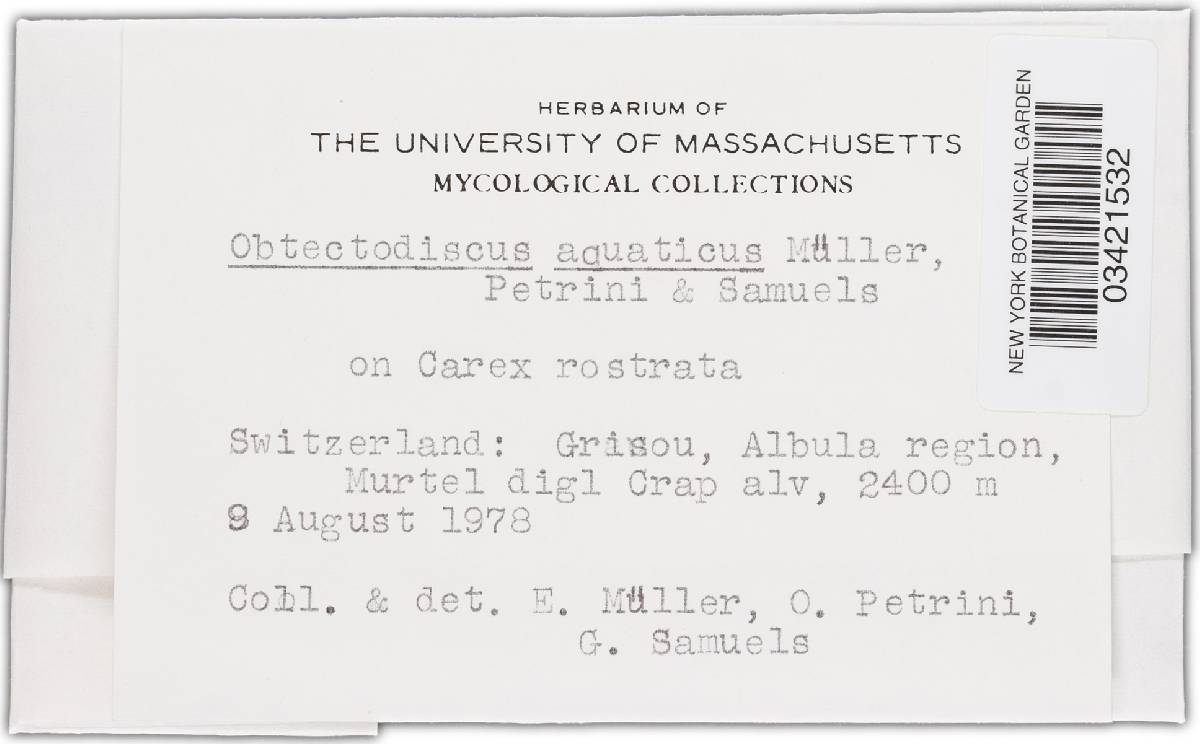 HERBARIUM OF
THE UNIVERSITY OF MASSACHUSETTS
MYCOLOGICAL COLLECTIONS
Obtectodiscus aquaticus Müller,
Petrini & Samuels
on Carex rostrata
Switzerland: Grisou, Albula region,
Murtel digl Crap alv, 2400 m
9 August 1978
Coll. & det. E. Müller, O. Petrini,
G. Samuels
NEW YORK BOTANICAL GARDEN
03421532